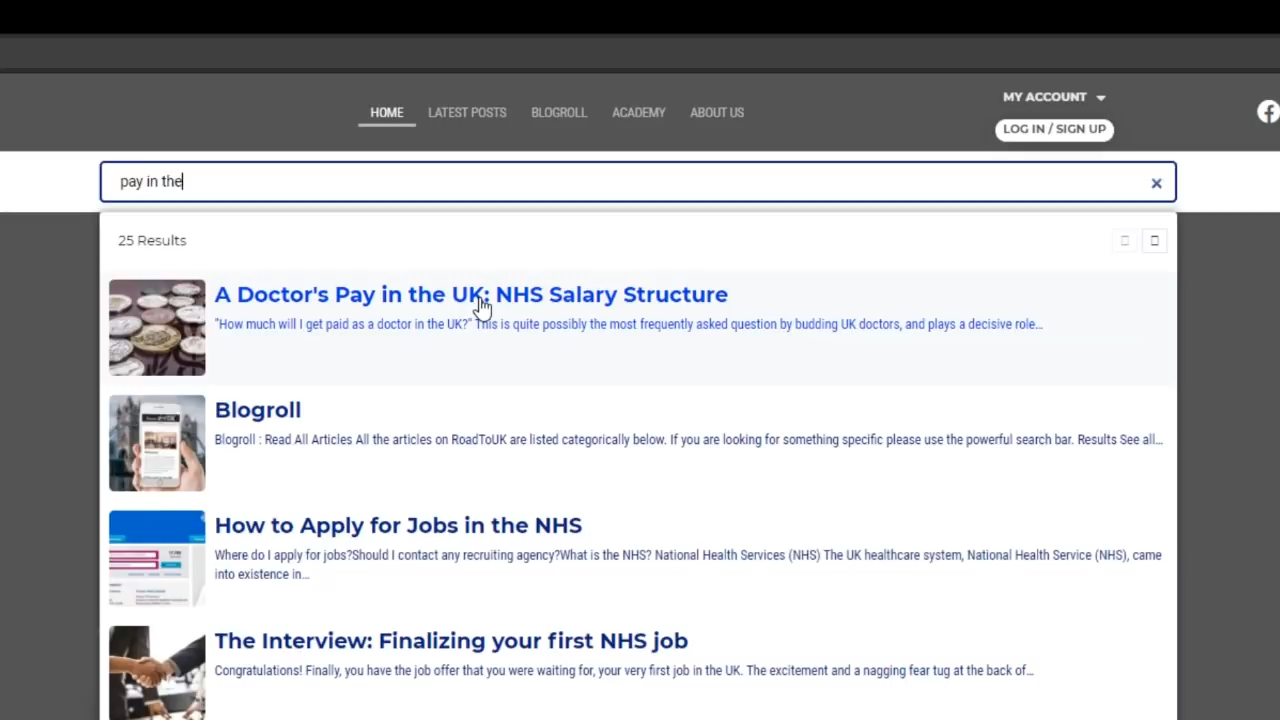 HOME LATEST POSTS BLOGROLL ACADEMY ABOUT US
MY ACCOUNT
LOG IN / SIGN UP
pay in the
25 Results
A Doctor's Pay in the UK: NHS Salary Structure
"How much will I get paid as a doctor in the UK?" This is quite possibly the most frequently asked question by budding UK doctors, and plays a decisive role...
Blogroll
Blogroll : Read All Articles All the articles on RoadToUK are listed categorically below. If you are looking for something specific please use the powerful search bar. Results See all...
How to Apply for Jobs in the NHS
Where do I apply for jobs?Should I contact any recruiting agency?What is the NHS? National Health Services (NHS) The UK healthcare system, National Health Service (NHS), came
into existence in...
The Interview: Finalizing your first NHS job
Congratulations! Finally, you have the job offer that you were waiting for, your very first job in the UK. The excitement and a nagging fear tug at the back of...